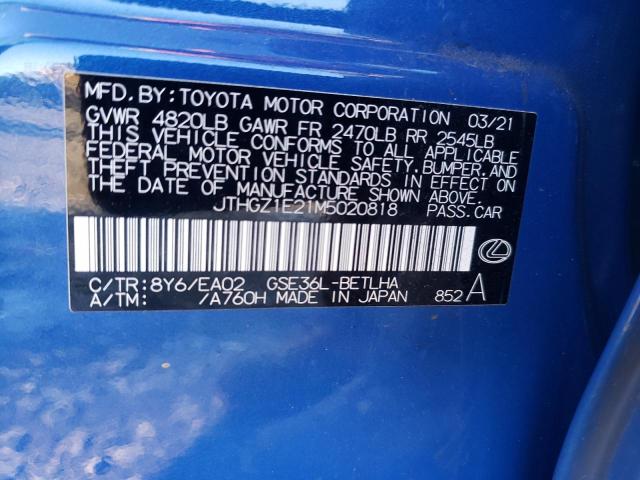 MFD. BY: TOYOTA MOTOR CORPORATION 03/21
GVWR 4820LB GAWR FR 2470LB RR 2545LB
THIS VEHICLE CONFORMS TO ALL APPLICABLE
FEDERAL MOTOR VEHICLE SAFETY, BUMPER, AND
THEFT PREVENTION STANDARDS IN EFFECT ON
THE DATE OF MANUFACTURE SHOWN ABOVE.
JTHGZ1E21M5020818 PASS.CAR
C/TR: 8Y6/EA02 GSE36L-BETLHA
A/TM: /A760H MADE IN JAPAN 852 A